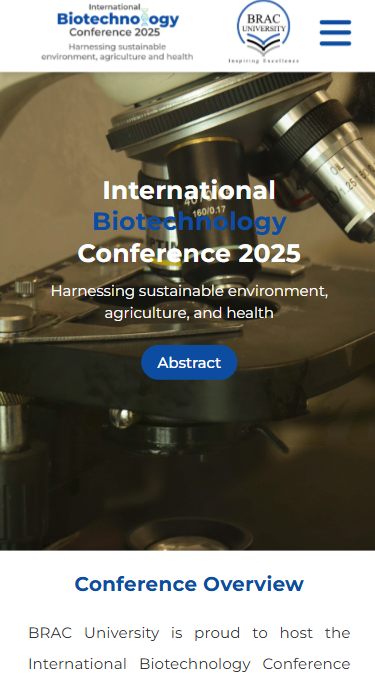 International
Biotechnology
Conference 2025
Harnessing sustainable
environment, agriculture and health
BRAC
UNIVERSITY
Inspiring Excellence
160/0.17
International
Biotechnology
Conference 2025
Harnessing sustainable environment,
agriculture, and health
Abstract
Conference Overview
BRAC University is proud to host the
International Biotechnology Conference